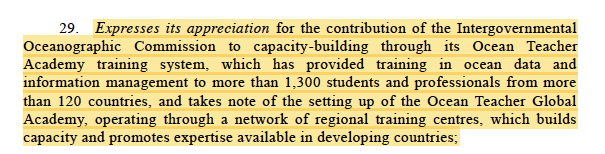 29. Expresses its appreciation for the contribution of the Intergovernmental
Oceanographic Commission to capacity-building through its Ocean Teacher
Academy training system, which has provided training in ocean data and
information management to more than 1,300 students and professionals from more
than 120 countries, and takes note of the setting up of the Ocean Teacher Global
Academy, operating through a network of regional training centres, which builds
capacity and promotes expertise available in developing countries;